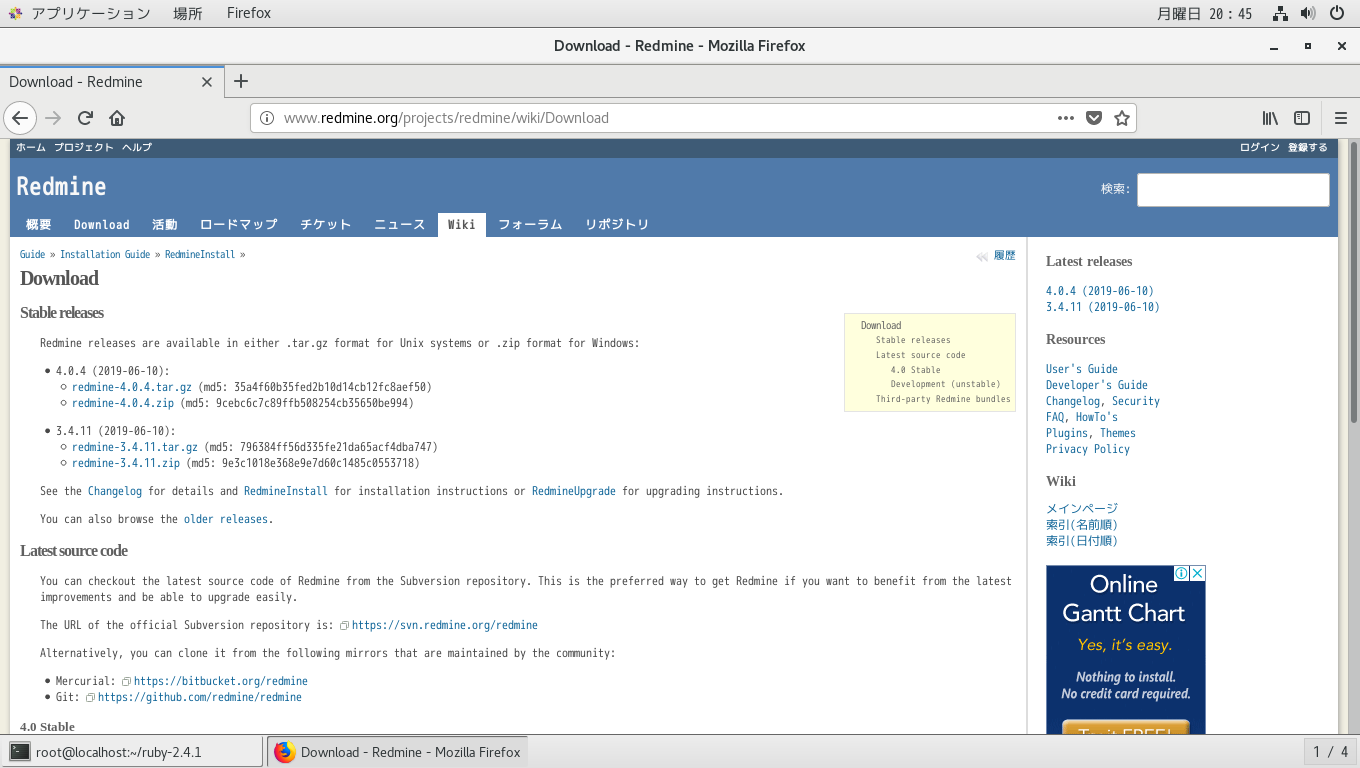 アプリケーション 場所 Firefox 月曜日 20：45
Download - Redmine - Mozilla Firefox
Download - Redmine
www.redmine.org/projects/redmine/wiki/Download
ホーム プロジェクト ヘルプ ログイン 登録する
Redmine 検索:
概要 Download 活動 ロードマップ チケット ニュース Wiki フォーラム リポジトリ
Guide » Installation Guide » RedmineInstall » 履歴
Download
Stable releases
Redmine releases are available in either .tar.gz format for Unix systems or .zip format for Windows:
4.0.4 (2019-06-10):
redmine-4.0.4.tar.gz (md5: 35a4f60b35fed2b10d14cb12fc8aef50)
redmine-4.0.4.zip (md5: 9cebc6c7c89ffb508254cb35650be994)
3.4.11 (2019-06-10):
redmine-3.4.11.tar.gz (md5: 796384ff56d335fe21da65acf4dba747)
redmine-3.4.11.zip (md5: 9e3c1018e368e9e7d60c1485c0553718)
See the Changelog for details and RedmineInstall for installation instructions or RedmineUpgrade for upgrading instructions.
You can also browse the older releases.
Download
Stable releases
Latest source code
4.0 Stable
Development (unstable)
Third-party Redmine bundles
Latest source code
You can checkout the latest source code of Redmine from the Subversion repository. This is the preferred way to get Redmine if you want to benefit from the latest
improvements and be able to upgrade easily.
The URL of the official Subversion repository is: https://svn.redmine.org/redmine
Alternatively, you can clone it from the following mirrors that are maintained by the community:
Mercurial: https://bitbucket.org/redmine
Git: https://github.com/redmine/redmine
4.0 Stable
Latest releases
4.0.4 (2019-06-10)
3.4.11 (2019-06-10)
Resources
User's Guide
Developer's Guide
Changelog, Security
FAQ, HowTo's
Plugins, Themes
Privacy Policy
Wiki
メインページ
索引(名前順)
索引(日付順)
Online
Gantt Chart
Yes, it's easy.
Nothing to install.
No credit card required.
Try it FREE!
root@localhost:~/ruby-2.4.1 Download - Redmine - Mozilla Firefox 1 / 4